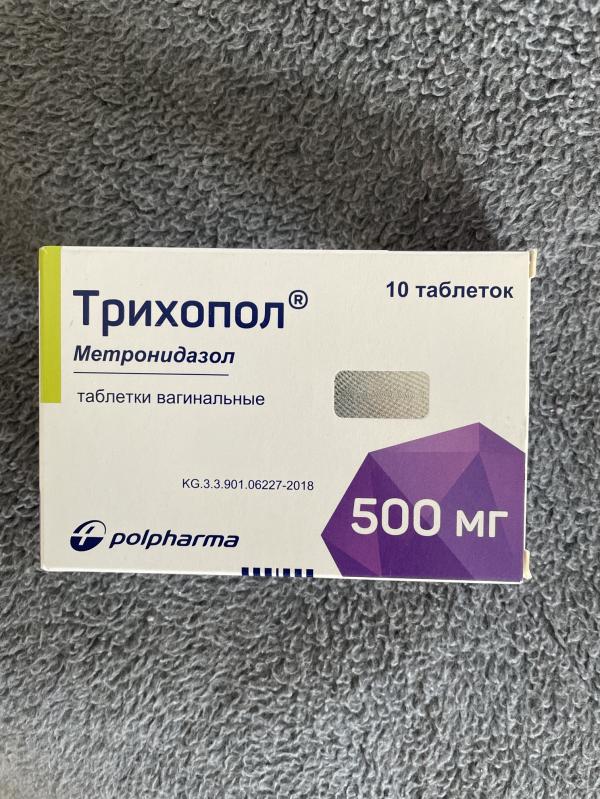 Трихопол®
10 таблеток
Метронидазол
таблетки вагинальные
KG.3.3.901.06227-2018
500 мг
polpharma